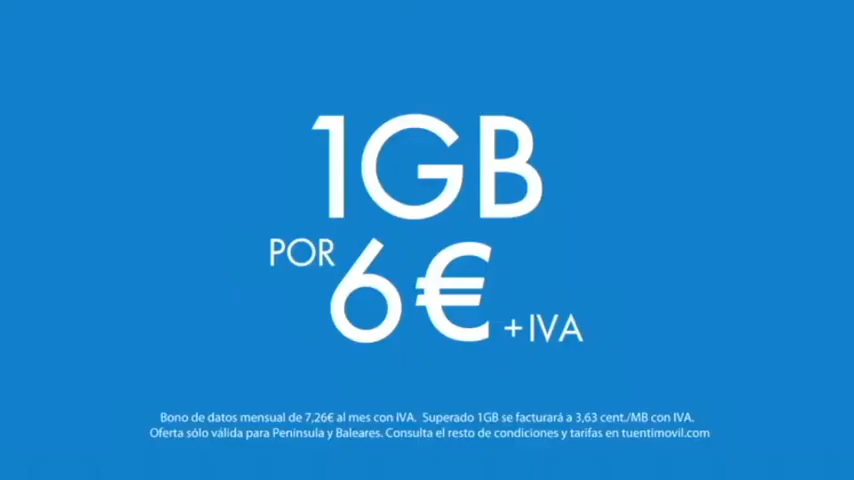 1GB
POR 6€ +IVA
Bono de datos mensual de 7,26€ al mes con IVA. Superado 1GB se facturará a 3,63 cent./MB con IVA.
Oferta sólo válida para Peninsula y Baleares. Consulta el resto de condiciones y tarifas en tuentimovil.com